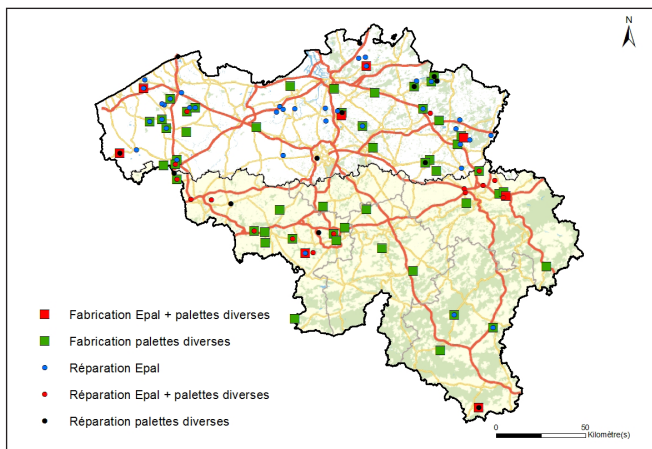 N
Fabrication Epal + palettes diverses
Fabrication palettes diverses
Réparation Epal
Réparation Epal + palettes diverses
Réparation palettes diverses
0 50
Kilomètre(s)